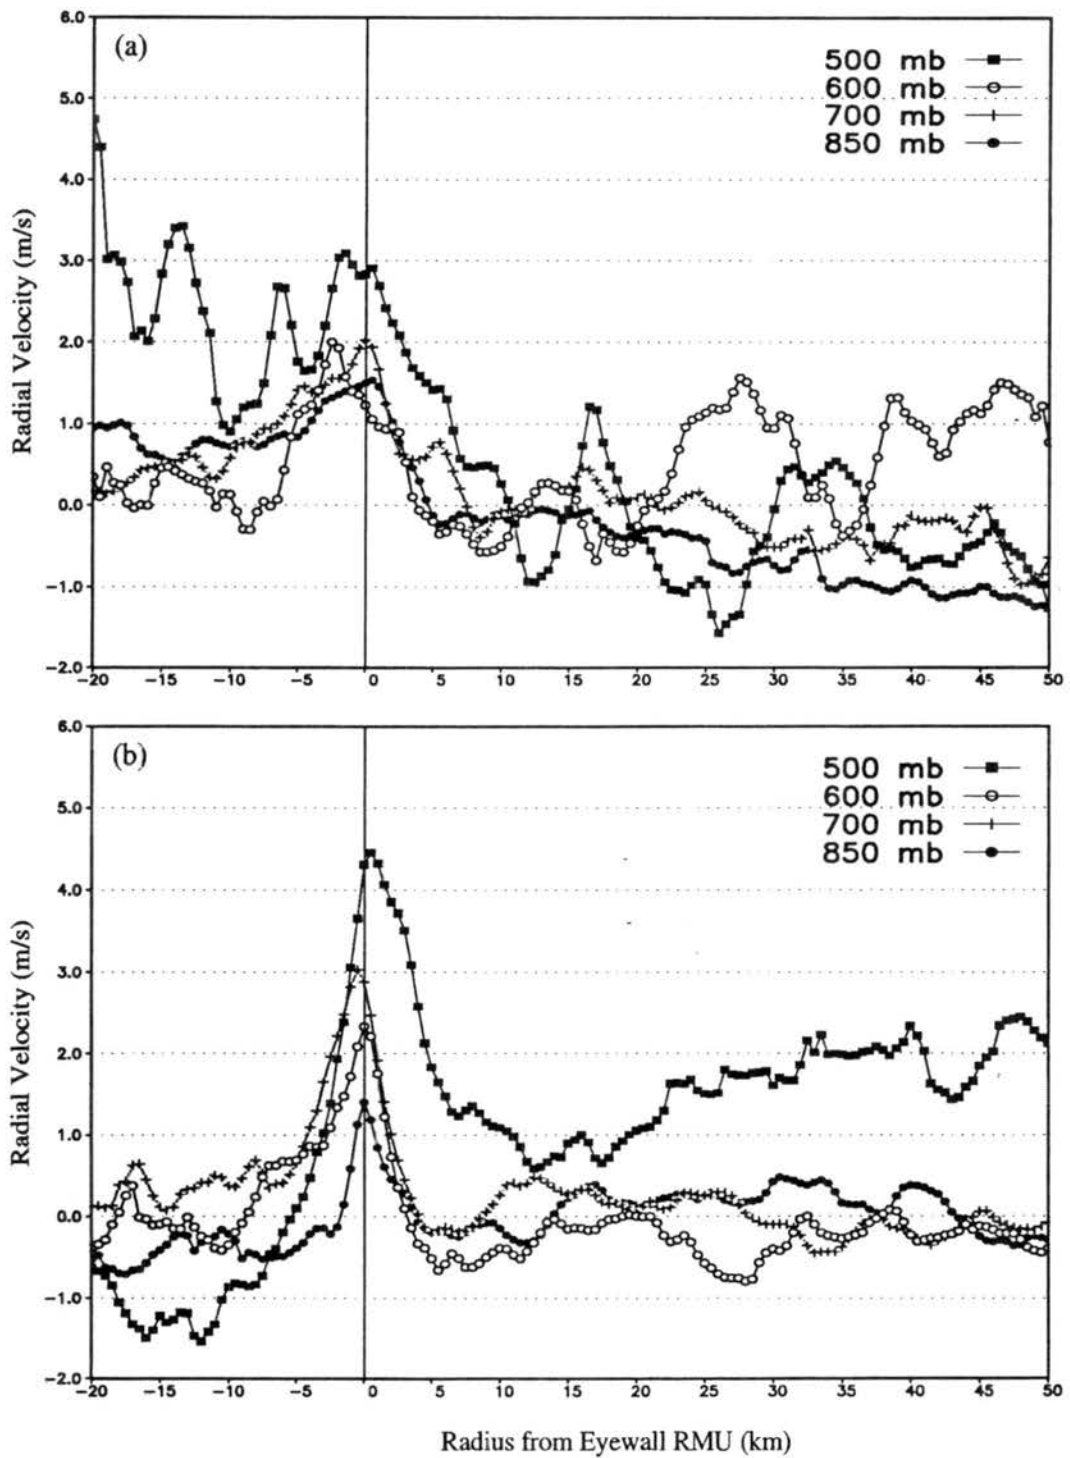 (a)
500 mb
600 mb
700 mb
850 mb
6.0
5.0
4.0
3.0
2.0
1.0
0.0
-1.0
-2.0
Radial Velocity (m/s)
-20 -15 -10 -5 0 5 10 15 20 25 30 35 40 45 50
(b)
500 mb
600 mb
700 mb
850 mb
6.0
5.0
4.0
3.0
2.0
1.0
0.0
-1.0
-2.0
Radial Velocity (m/s)
-20 -15 -10 -5 0 5 10 15 20 25 30 35 40 45 50
Radius from Eyewall RMU (km)